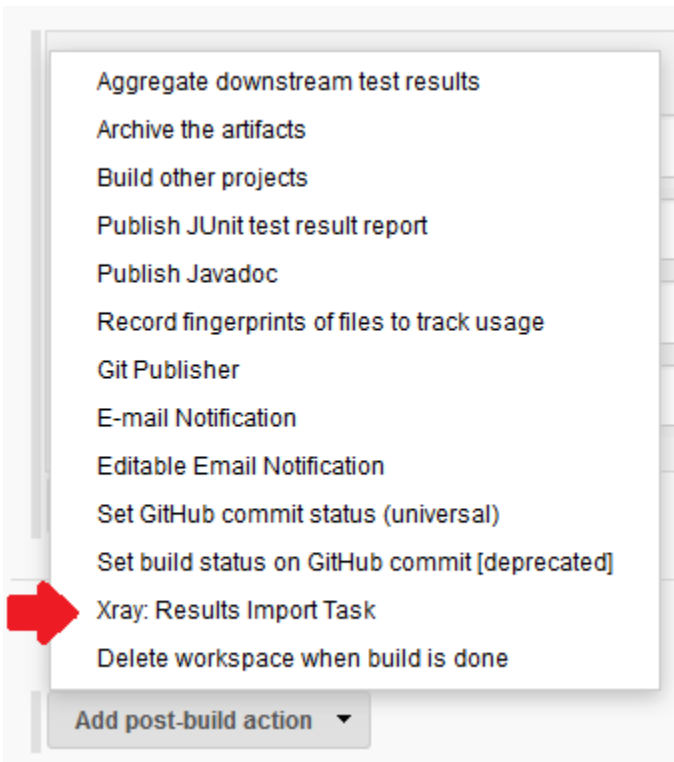 Aggregate downstream test results
Archive the artifacts
Build other projects
Publish JUnit test result report
Publish Javadoc
Record fingerprints of files to track usage
Git Publisher
E-mail Notification
Editable Email Notification
Set GitHub commit status (universal)
Set build status on GitHub commit [deprecated]
Xray: Results Import Task
Delete workspace when build is done
Add post-build action